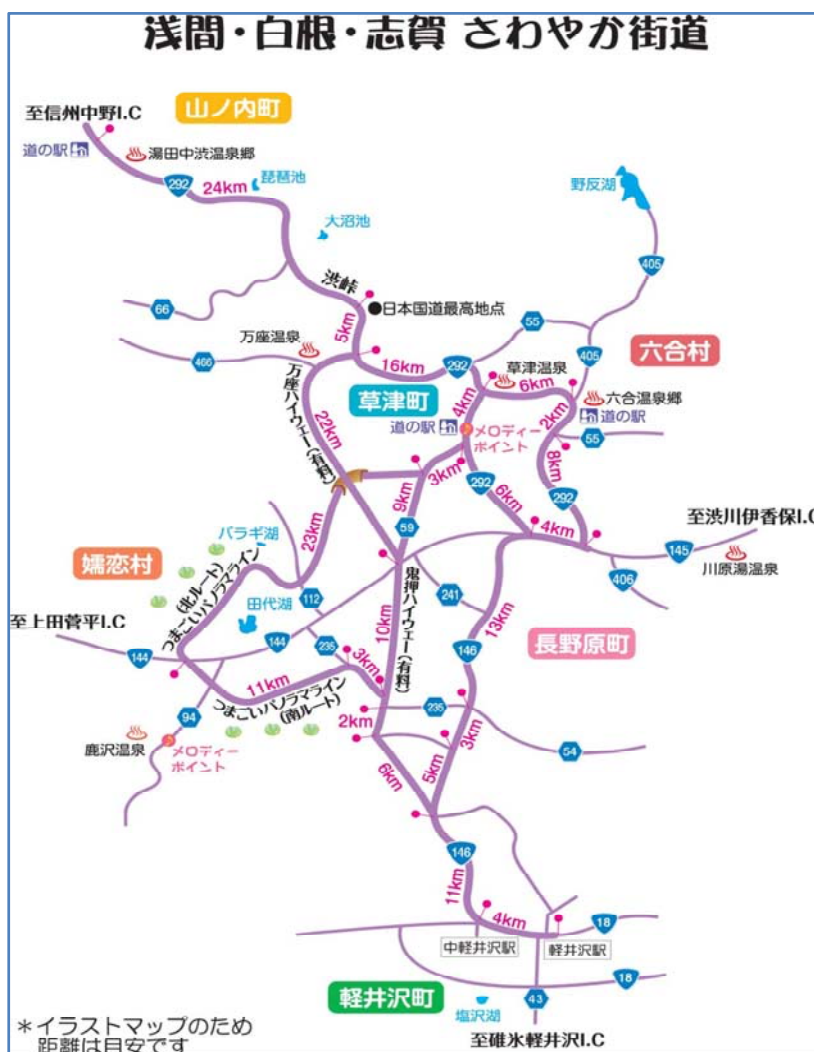 浅間・白根・志賀 さわやか街道
山ノ内町
至信州中野I.C
道の駅
湯田中渋温泉郷
292
24km
琵琶池
野反湖
大沼池
405
渋峠
66
日本国道最高地点
5km
55
万座温泉
466
16km
292
草津温泉
405
六合村
6km
六合温泉郷
道の駅
草津町
4km
2km
万座ハイウェー(有料)
22km
道の駅
メロディー
ポイント
55
3km
8km
9km
292
6km
292
至渋川伊香保I.C
59
4km
145
川原湯温泉
406
バラギ湖
23km
嬬恋村
(北ルート)
つまごいパノラマライン
112
241
鬼押ハイウェー(有料)
10km
13km
田代湖
至上田菅平I.C
144
144
235
146
長野原町
3km
11km
つまごいパノラマライン
(南ルート)
94
2km
235
3km
54
鹿沢温泉
メロディー
ポイント
6km
5km
146
11km
4km
18
中軽井沢駅
軽井沢駅
18
軽井沢町
塩沢湖
43
至碓氷軽井沢I.C
*イラストマップのため
距離は目安です